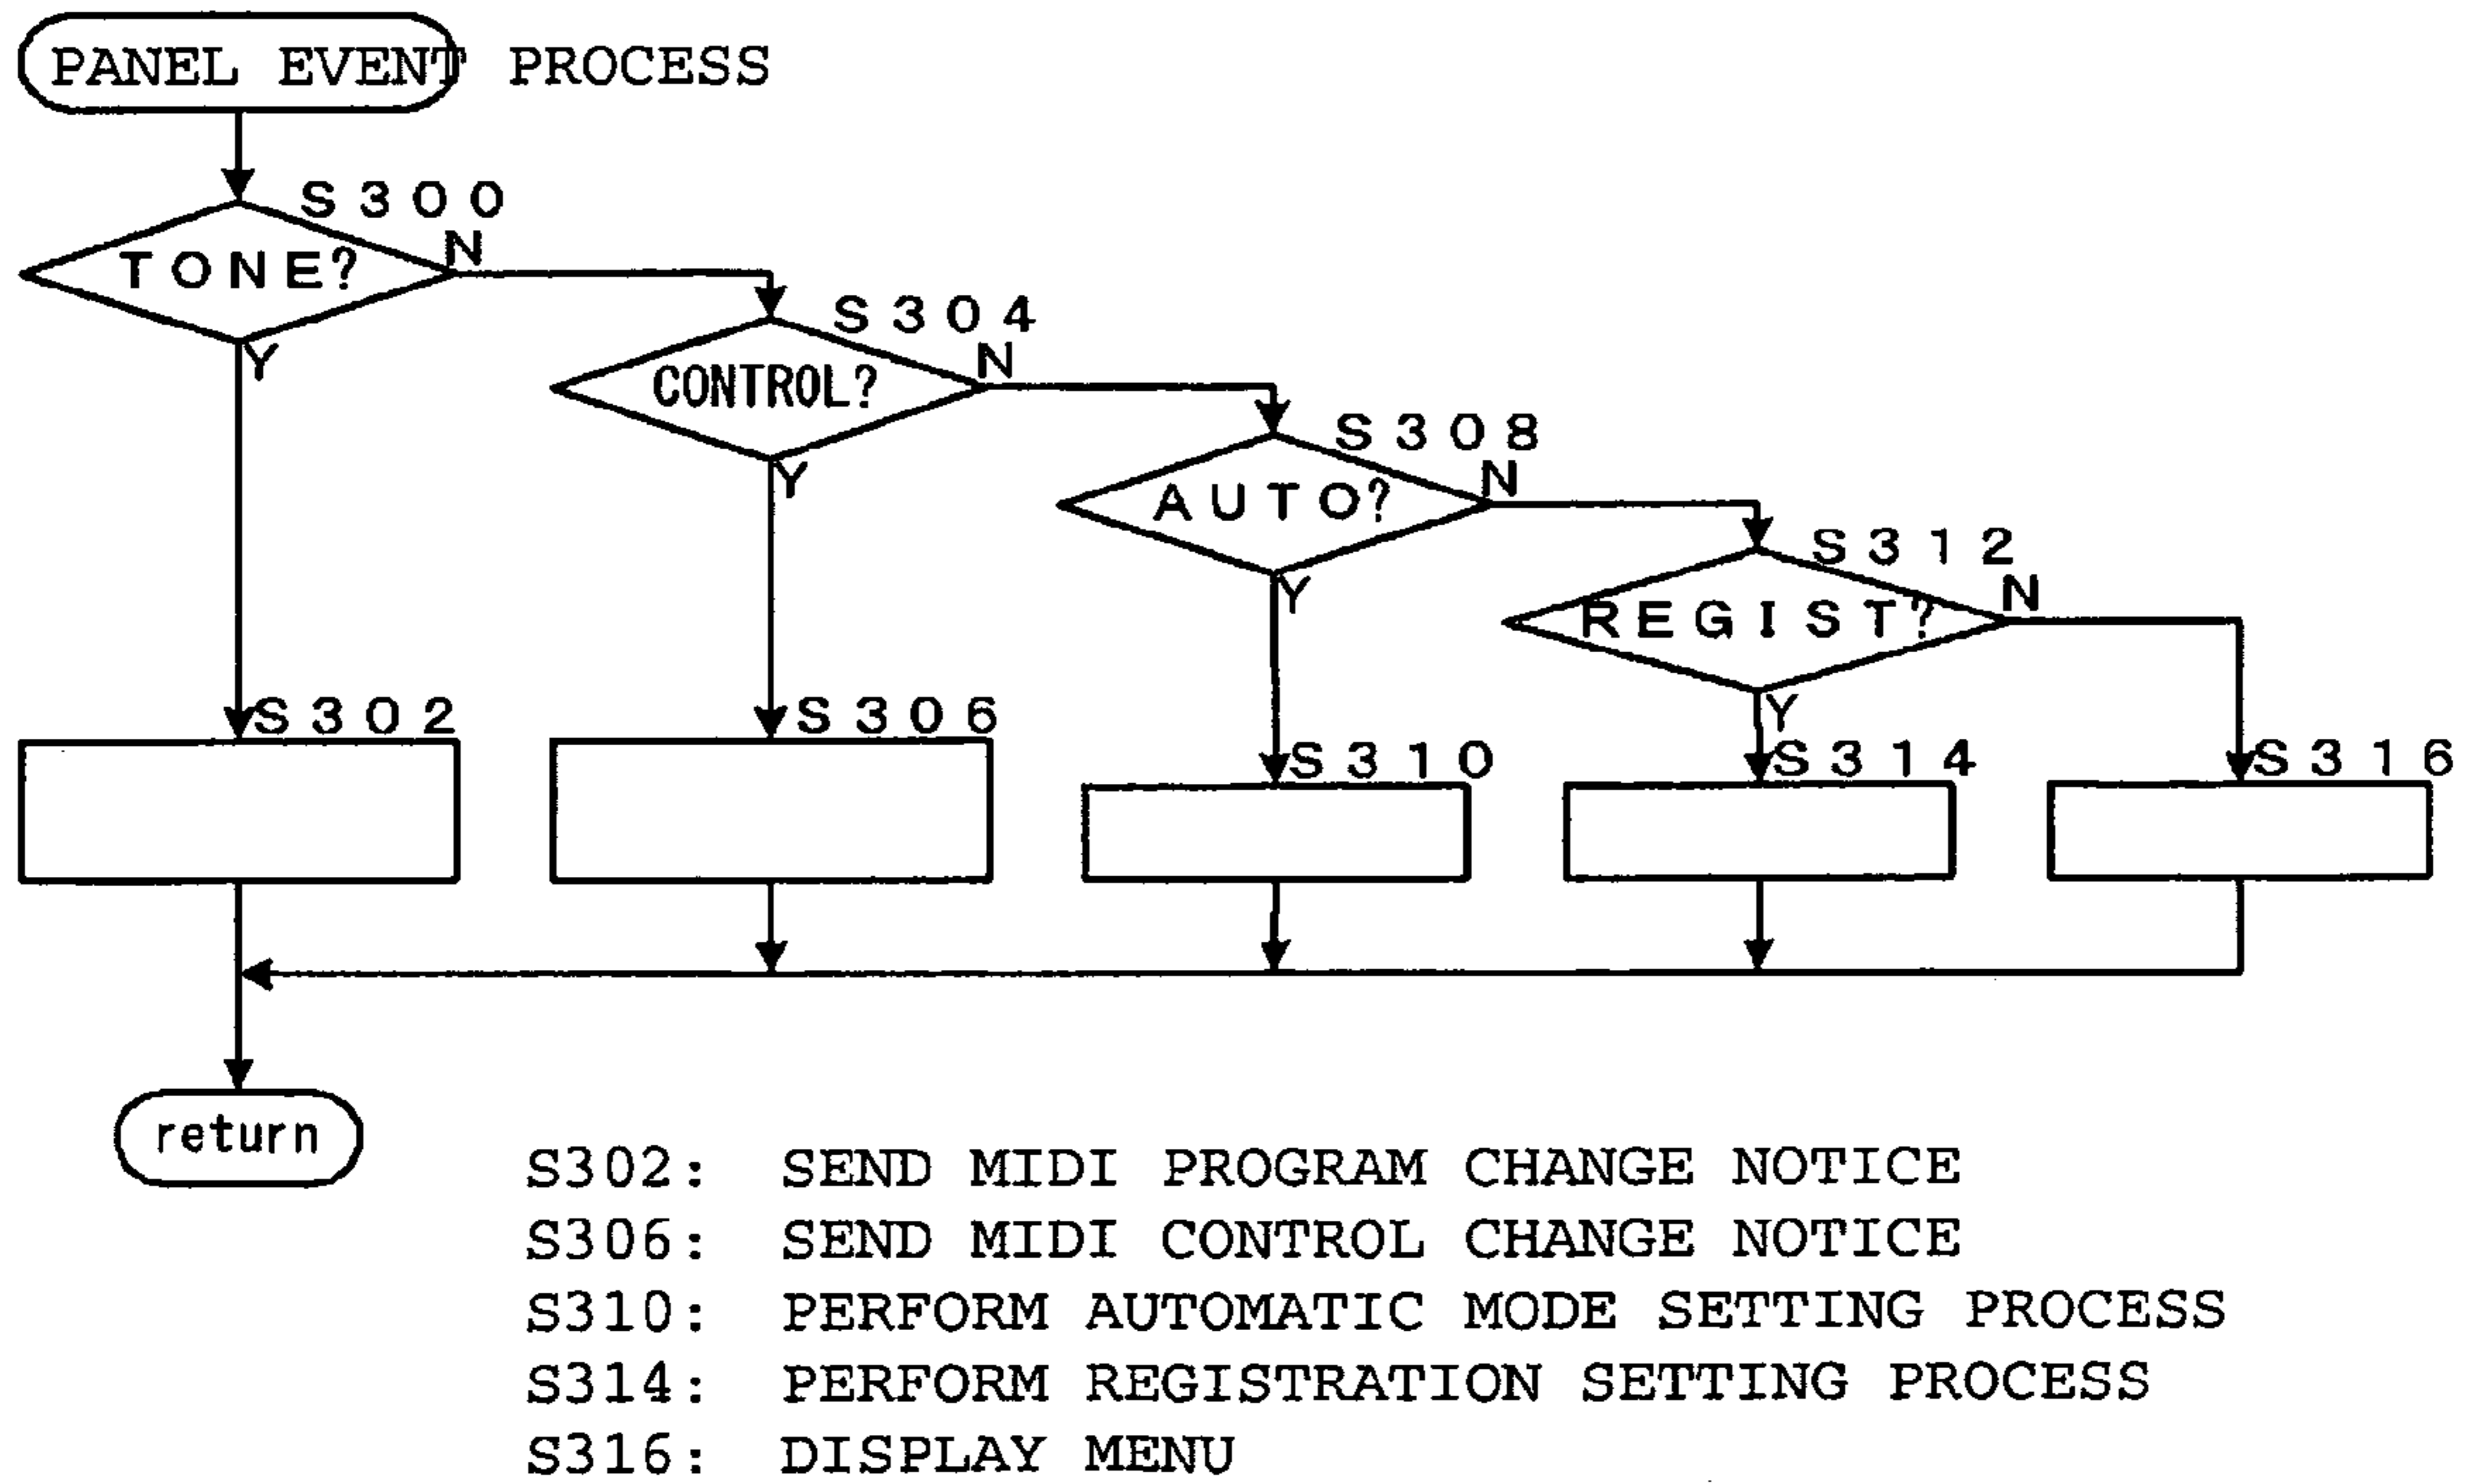 PANEL EVENT PROCESS
S300
N
TONE?
Y
S304
N
CONTROL?
Y
S308
N
AUTO?
Y
S312
N
REGIST?
Y
S302
S306
S310
S314
S316
return
S302: SEND MIDI PROGRAM CHANGE NOTICE
S306: SEND MIDI CONTROL CHANGE NOTICE
S310: PERFORM AUTOMATIC MODE SETTING PROCESS
S314: PERFORM REGISTRATION SETTING PROCESS
S316: DISPLAY MENU